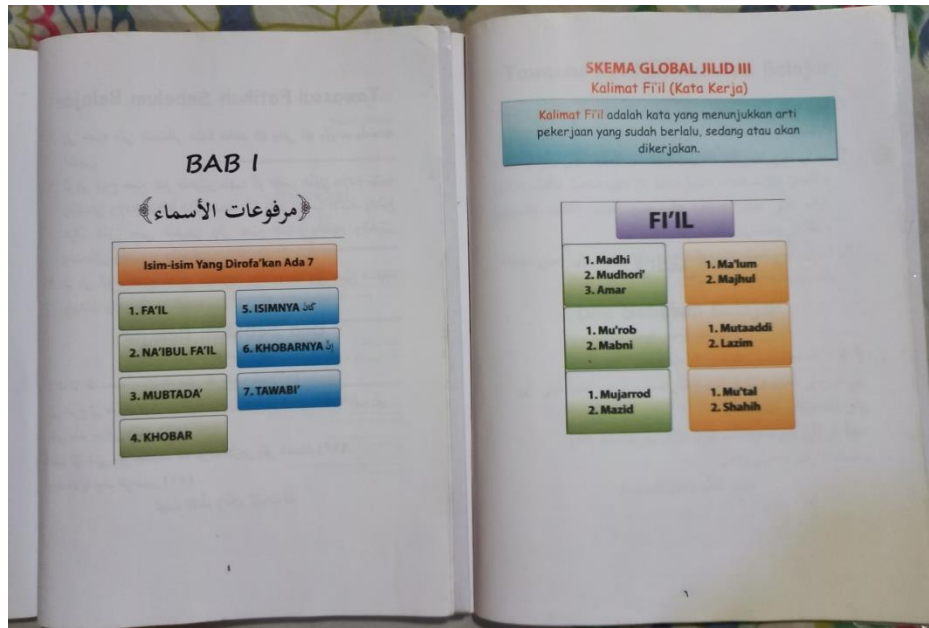 BAB I
﴿مرفوعات الأسماء﴾
Isim-isim Yang Dirofa'kan Ada 7
1. FA'IL
2. NA'IBUL FA'IL
3. MUBTADA'
4. KHOBAR
5. ISIMNYA كَانَ
6. KHOBARNYA إِنَّ
7. TAWABI'
٤
SKEMA GLOBAL JILID III
Kalimat Fi'il (Kata Kerja)
Kalimat Fi'il adalah kata yang menunjukkan arti
pekerjaan yang sudah berlalu, sedang atau akan
dikerjakan.
FI'IL
1. Madhi
2. Mudhori'
3. Amar
1. Ma'lum
2. Majhul
1. Mu'rob
2. Mabni
1. Mutaaddi
2. Lazim
1. Mujarrod
2. Mazid
1. Mu'tal
2. Shahih
١